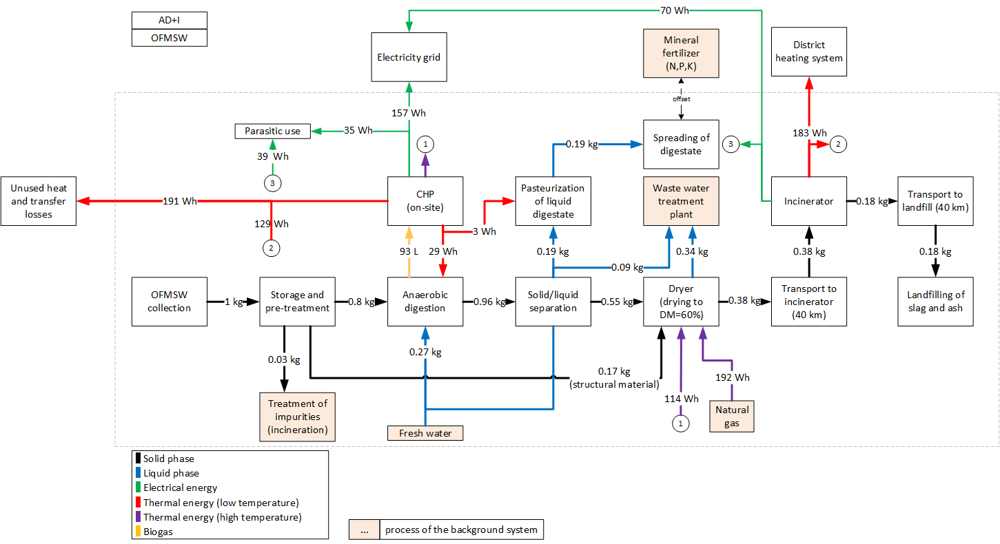 AD+I
OFMSW
70 Wh
Electricity grid
Mineral
fertilizer
(N,P,K)
District
heating system
offset
157 Wh
Parasitic use
35 Wh
1
39 Wh
3
0.19 kg
Spreading of
digestate
3
183 Wh
2
Unused heat
and transfer
losses
191 Wh
129 Wh
2
CHP
(on-site)
3 Wh
Pasteurization
of liquid
digestate
Waste water
treatment
plant
Incinerator
0.18 kg
Transport to
landfill (40 km)
93 L
29 Wh
0.19 kg
0.09 kg
0.34 kg
0.38 kg
0.18 kg
OFMSW
collection
1 kg
Storage and
pre-treatment
0.8 kg
Anaerobic
digestion
0.96 kg
Solid/liquid
separation
0.55 kg
Dryer
(drying to
DM=60%)
0.38 kg
Transport to
incinerator
(40 km)
Landfilling of
slag and ash
0.03 kg
0.27 kg
0.17 kg
(structural material)
192 Wh
114 Wh
1
Natural
gas
Treatment of
impurities
(incineration)
Fresh water
Solid phase
Liquid phase
Electrical energy
Thermal energy (low temperature)
Thermal energy (high temperature)
Biogas
... process of the background system